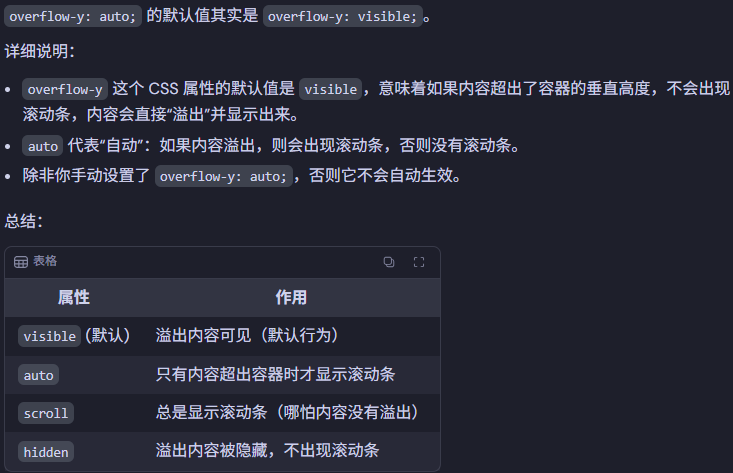 overflow-y: auto; 的默认值其实是 overflow-y: visible;。
详细说明：
• overflow-y 这个 CSS 属性的默认值是 visible，意味着如果内容超出了容器的垂直高度，不会出现
滚动条，内容会直接“溢出”并显示出来。
• auto 代表“自动”：如果内容溢出，则会出现滚动条，否则没有滚动条。
• 除非你手动设置了 overflow-y: auto;，否则它不会自动生效。
总结：
表格
属性 作用
visible (默认) 溢出内容可见（默认行为）
auto 只有内容超出容器时才显示滚动条
scroll 总是显示滚动条（哪怕内容没有溢出）
hidden 溢出内容被隐藏，不出现滚动条